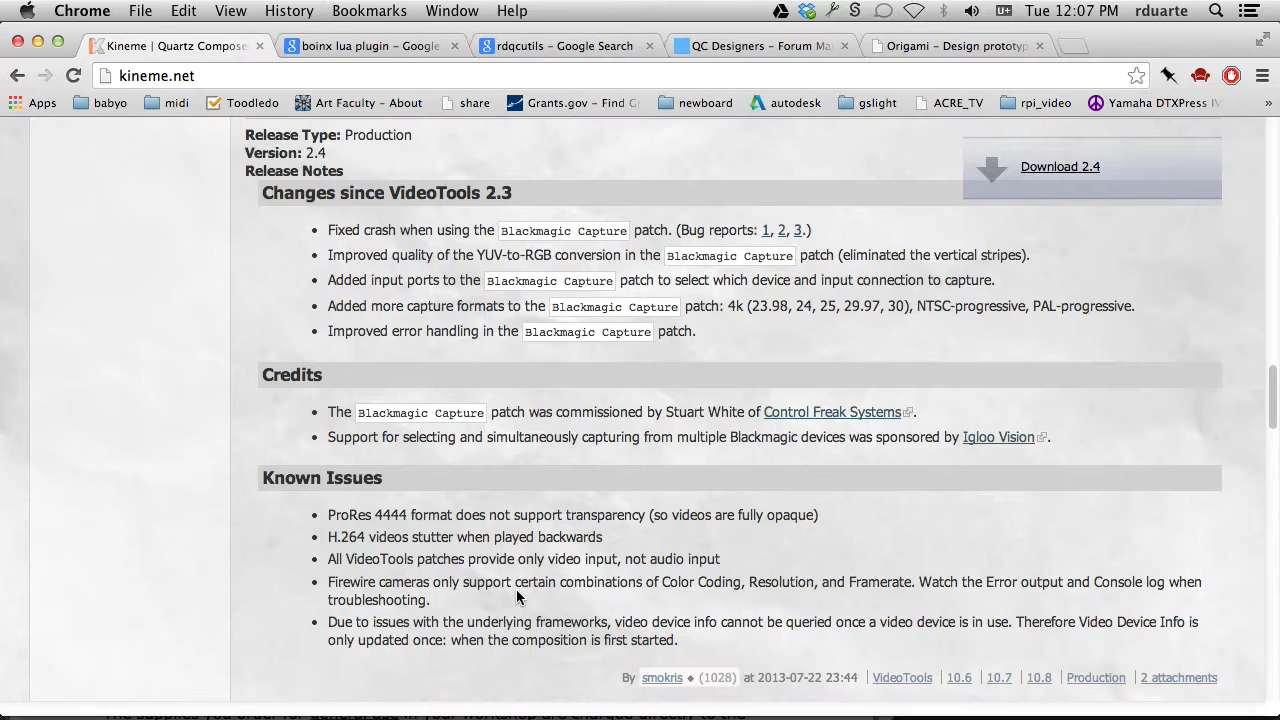 Chrome File Edit View History Bookmarks Window Help Tue 12:07 PM rduarte
Kineme | Quartz Compose boinx lua plugin – Google rdqcutils – Google Search QC Designers – Forum Ma Origami – Design prototyp
kineme.net
Apps babyo midi Toodledo Art Faculty – About share Grants.gov – Find Gr newboard autodesk gslight ACRE_TV rpi_video Yamaha DTXPress IV »
Release Type: Production
Version: 2.4
Release Notes
Download 2.4
Changes since VideoTools 2.3
• Fixed crash when using the Blackmagic Capture patch. (Bug reports: 1, 2, 3.)
• Improved quality of the YUV-to-RGB conversion in the Blackmagic Capture patch (eliminated the vertical stripes).
• Added input ports to the Blackmagic Capture patch to select which device and input connection to capture.
• Added more capture formats to the Blackmagic Capture patch: 4k (23.98, 24, 25, 29.97, 30), NTSC-progressive, PAL-progressive.
• Improved error handling in the Blackmagic Capture patch.
Credits
• The Blackmagic Capture patch was commissioned by Stuart White of Control Freak Systems.
• Support for selecting and simultaneously capturing from multiple Blackmagic devices was sponsored by Igloo Vision.
Known Issues
• ProRes 4444 format does not support transparency (so videos are fully opaque)
• H.264 videos stutter when played backwards
• All VideoTools patches provide only video input, not audio input
• Firewire cameras only support certain combinations of Color Coding, Resolution, and Framerate. Watch the Error output and Console log when
troubleshooting.
• Due to issues with the underlying frameworks, video device info cannot be queried once a video device is in use. Therefore Video Device Info is
only updated once: when the composition is first started.
By smokris ◆ (1028) at 2013-07-22 23:44 | VideoTools | 10.6 | 10.7 | 10.8 | Production | 2 attachments